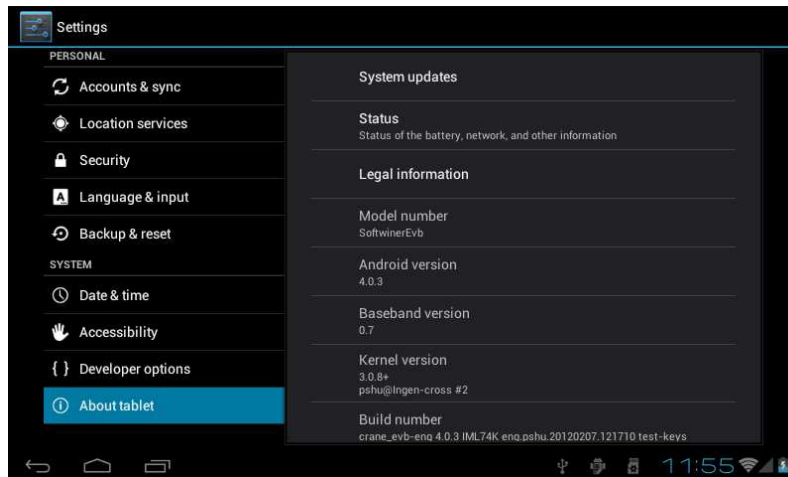 Settings
PERSONAL
Accounts & sync
Location services
Security
Language & input
Backup & reset
SYSTEM
Date & time
Accessibility
{ } Developer options
About tablet
System updates
Status
Status of the battery, network, and other information
Legal information
Model number
SoftwinerEvb
Android version
4.0.3
Baseband version
0.7
Kernel version
3.0.8+
pshu@Ingen-cross #2
Build number
crane_evb-eng 4.0.3 IML74K eng.pshu.20120207.121710 test-keys
11:55